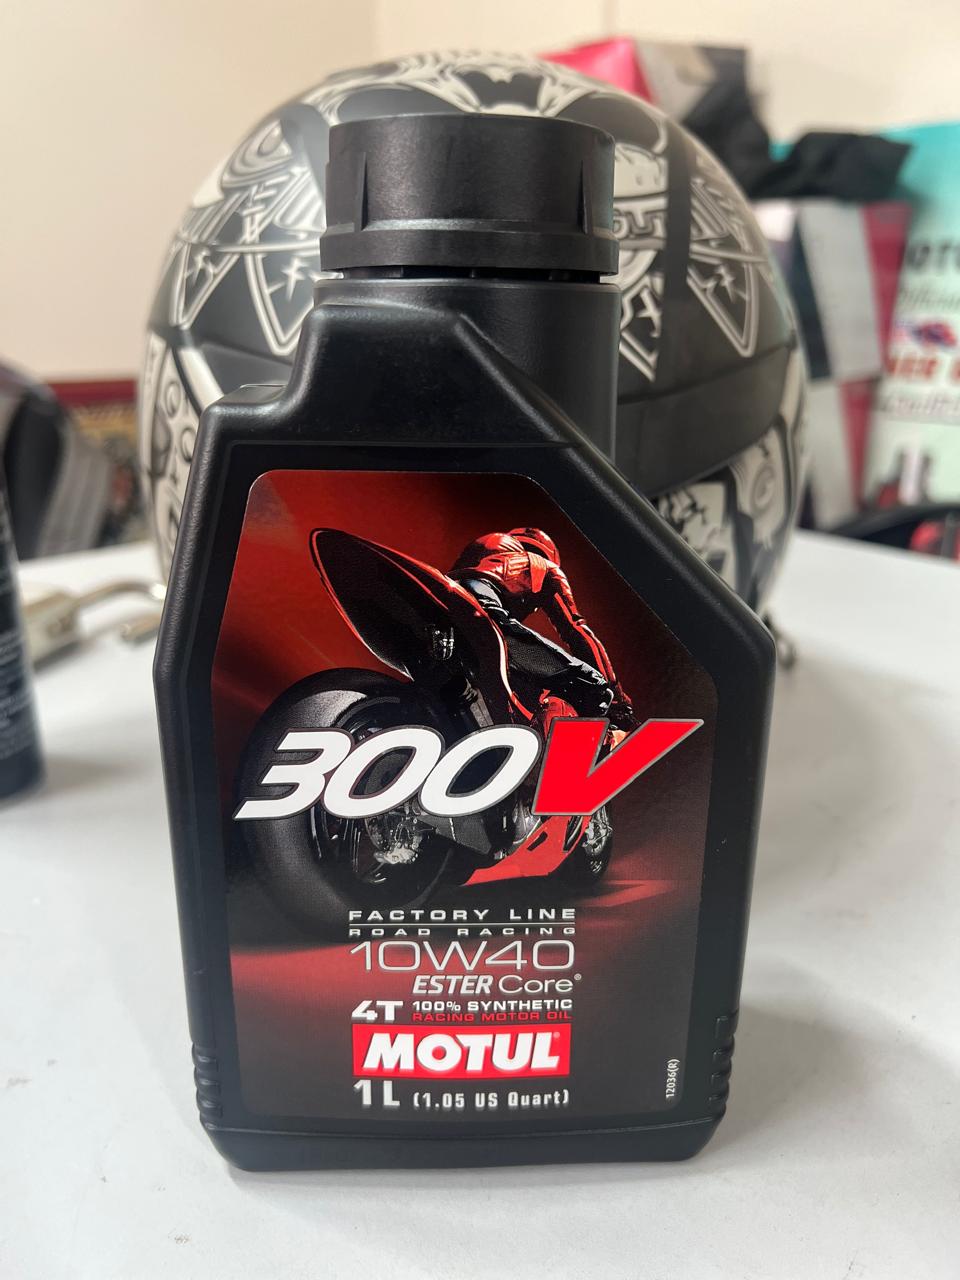 300V
FACTORY LINE
ROAD RACING
10W40
ESTER Core®
4T 100% SYNTHETIC
RACING MOTOR OIL
MOTUL®
1L (1.05 US Quart)
12036(R)